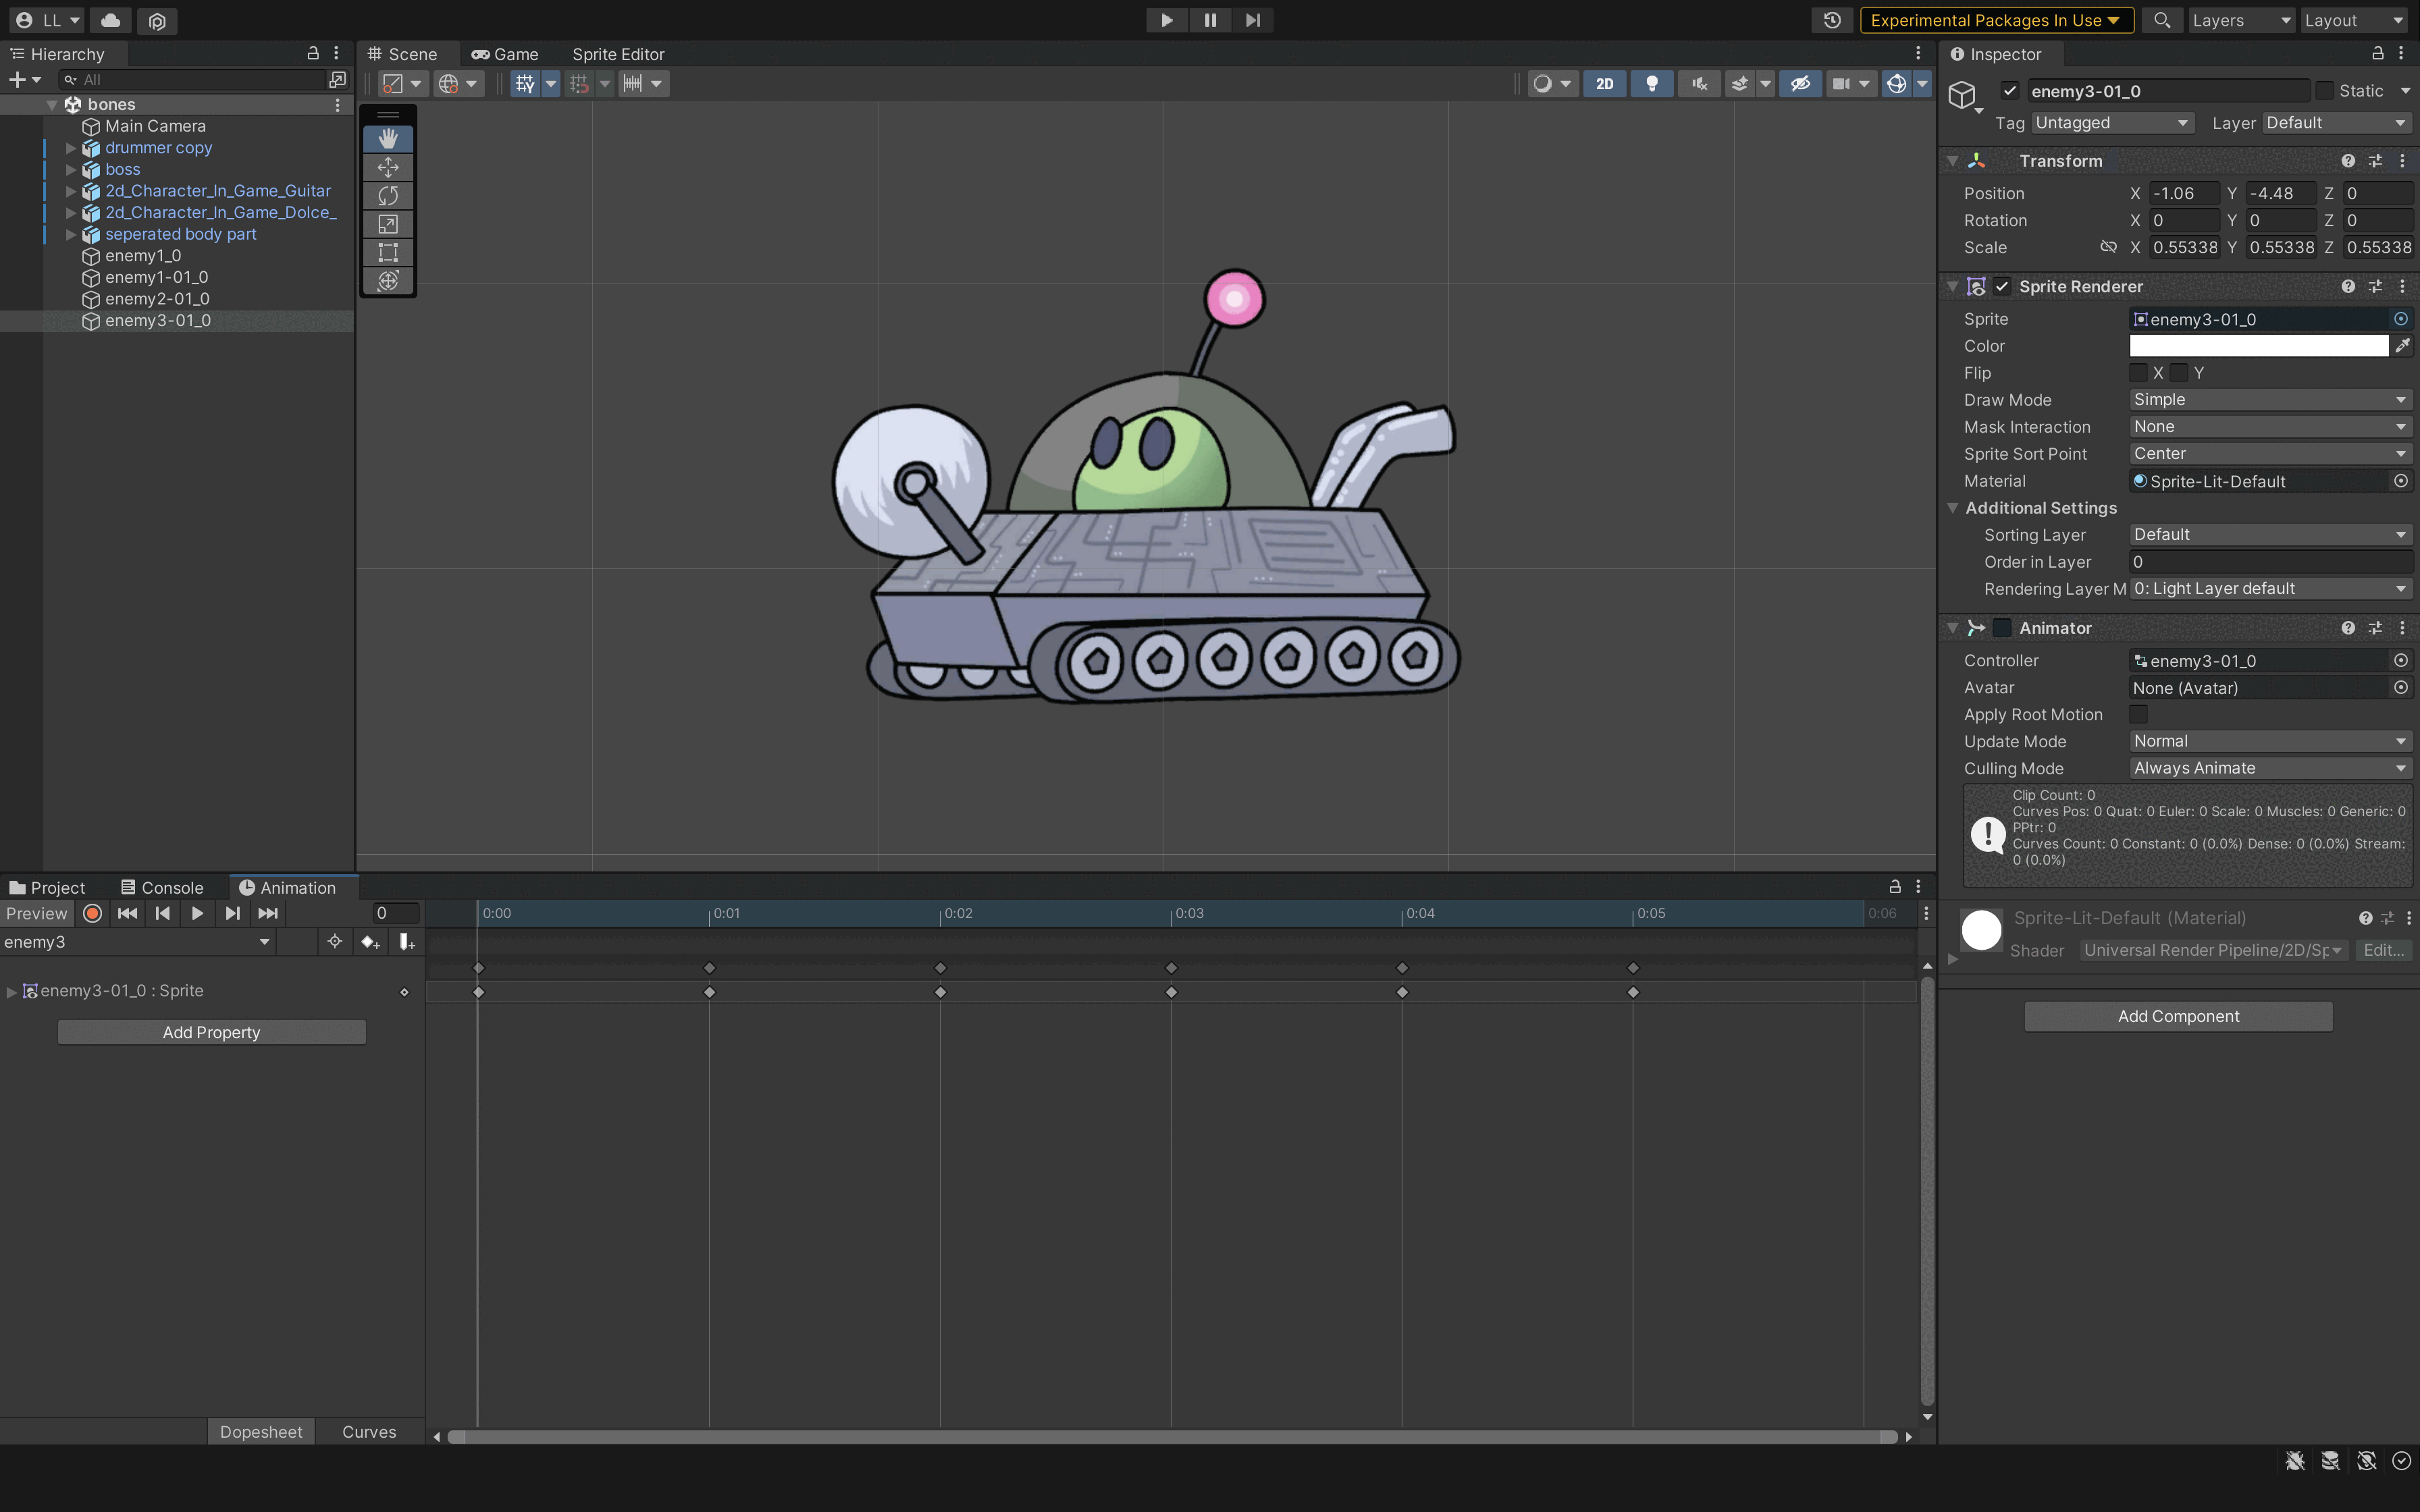 LL
Experimental Packages In Use
Layers
Layout
Hierarchy
All
bones
Main Camera
drummer copy
boss
2d_Character_In_Game_Guitar
2d_Character_In_Game_Dolce_
seperated body part
enemy1_0
enemy1-01_0
enemy2-01_0
enemy3-01_0
Scene
Game
Sprite Editor
2D
Inspector
enemy3-01_0
Static
Tag Untagged Layer Default
Transform
Position X -1.06 Y -4.48 Z 0
Rotation X 0 Y 0 Z 0
Scale X 0.55338 Y 0.55338 Z 0.55338
Sprite Renderer
Sprite enemy3-01_0
Color
Flip X Y
Draw Mode Simple
Mask Interaction None
Sprite Sort Point Center
Material Sprite-Lit-Default
Additional Settings
Sorting Layer Default
Order in Layer 0
Rendering Layer M 0: Light Layer default
Animator
Controller enemy3-01_0
Avatar None (Avatar)
Apply Root Motion
Update Mode Normal
Culling Mode Always Animate
Clip Count: 0
Curves Pos: 0 Quat: 0 Euler: 0 Scale: 0 Muscles: 0 Generic: 0
PPtr: 0
Curves Count: 0 Constant: 0 (0.0%) Dense: 0 (0.0%) Stream:
0 (0.0%)
Sprite-Lit-Default (Material)
Shader Universal Render Pipeline/2D/Sp Edit...
Add Component
Project
Console
Animation
Preview
0
0:00 0:01 0:02 0:03 0:04 0:05 0:06
enemy3
enemy3-01_0 : Sprite
Add Property
Dopesheet
Curves